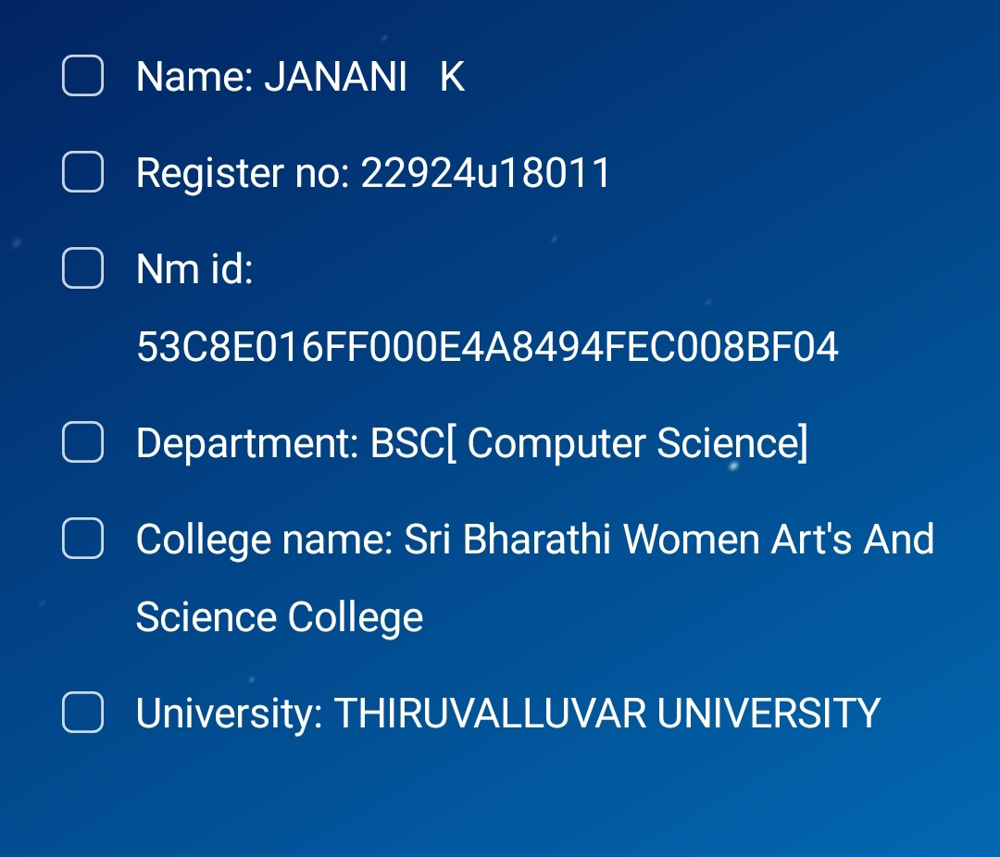 Name: JANANI   K
Register no: 22924u18011
Nm id:
53C8E016FF000E4A8494FEC008BF04
Department: BSC[ Computer Science]
College name: Sri Bharathi Women Art's And
Science College
University: THIRUVALLUVAR UNIVERSITY